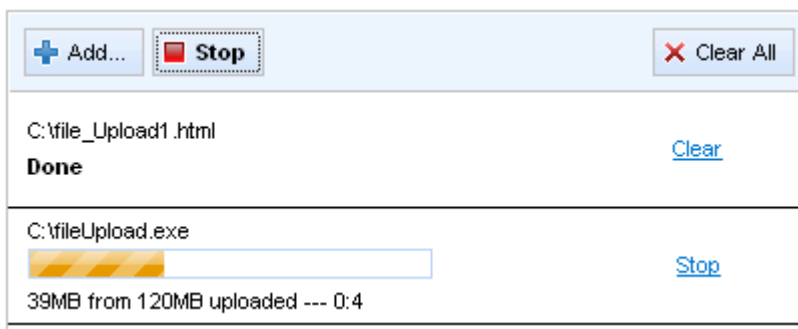 Add... Stop Clear All
C:\file_Upload1.html
Done
Clear
C:\fileUpload.exe
Stop
39MB from 120MB uploaded --- 0:4